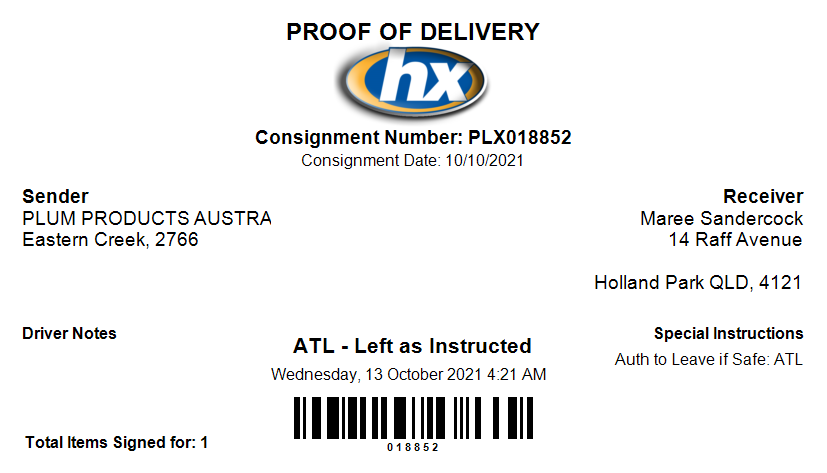 PROOF OF DELIVERY
hx
Consignment Number: PLX018852
Consignment Date: 10/10/2021
Sender
PLUM PRODUCTS AUSTRA
Eastern Creek, 2766
Receiver
Maree Sandercock
14 Raff Avenue
Holland Park QLD, 4121
Driver Notes
ATL - Left as Instructed
Wednesday, 13 October 2021 4:21 AM
Special Instructions
Auth to Leave if Safe: ATL
018852
Total Items Signed for: 1